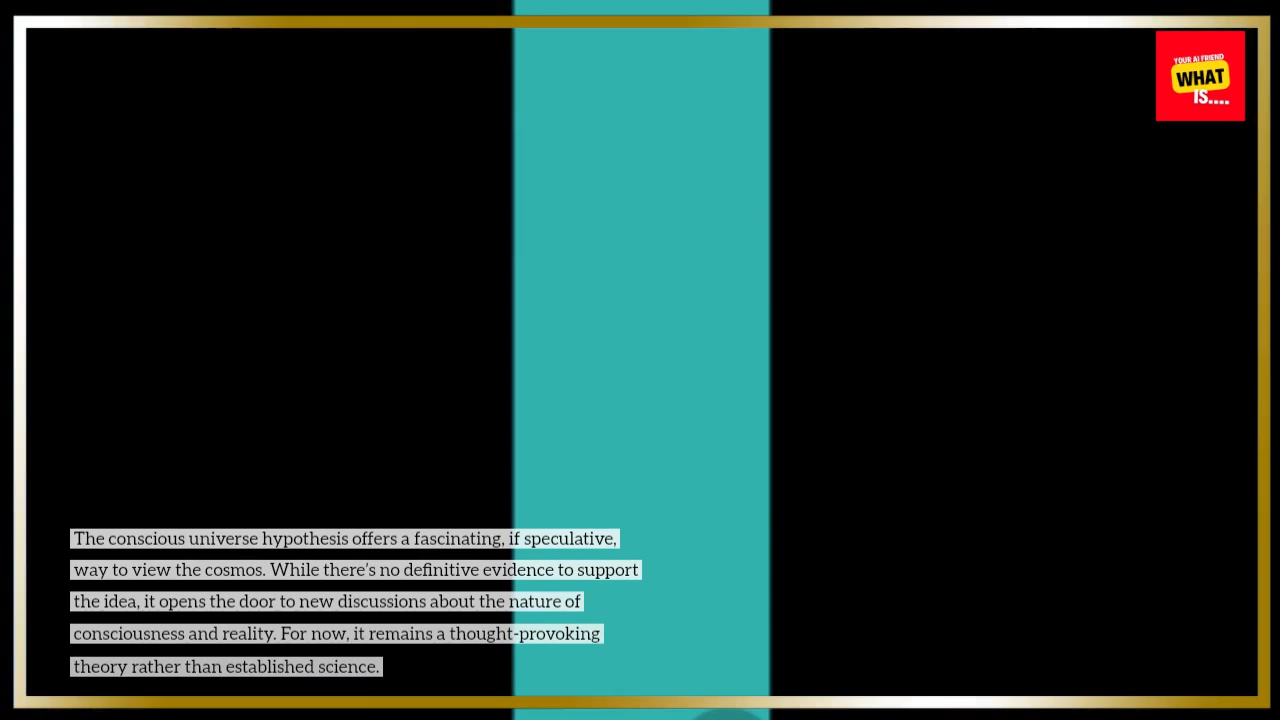 YOUR AI FRIEND
WHAT
IS....
The conscious universe hypothesis offers a fascinating, if speculative,
way to view the cosmos. While there's no definitive evidence to support
the idea, it opens the door to new discussions about the nature of
consciousness and reality. For now, it remains a thought-provoking
theory rather than established science.